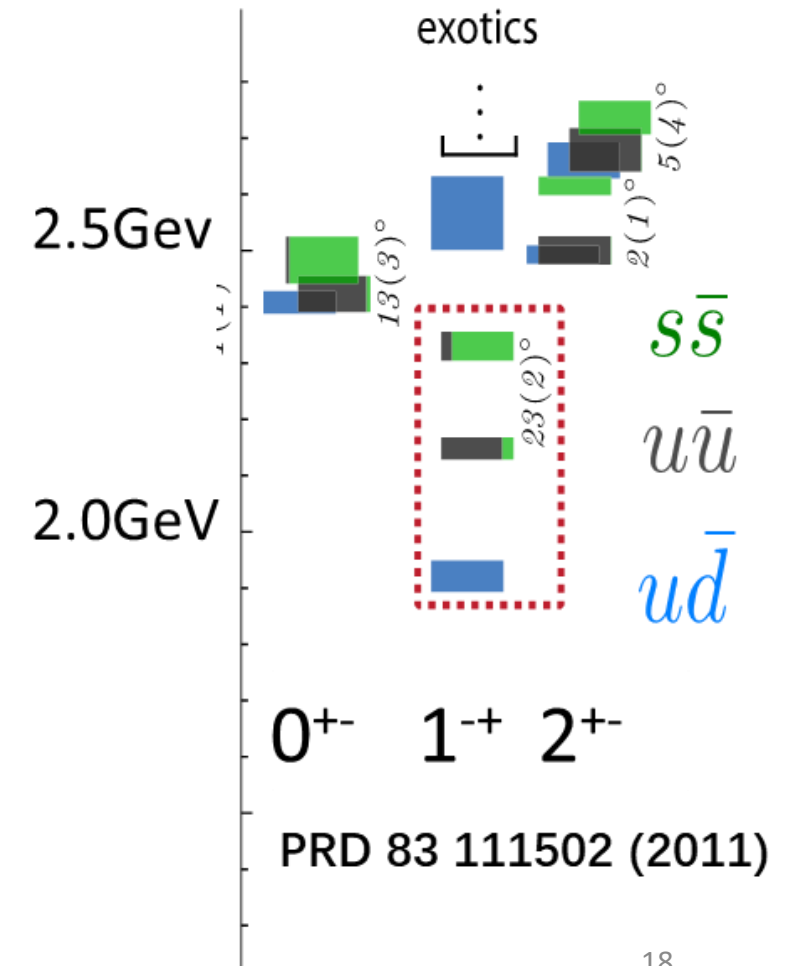 exotics
5(4)°
2.5Gev
13(3)°
2(1)°
ss̄
23(2)°
uū
2.0GeV
ud̄
0⁺⁻ 1⁻⁺ 2⁺⁻
PRD 83 111502 (2011)
18